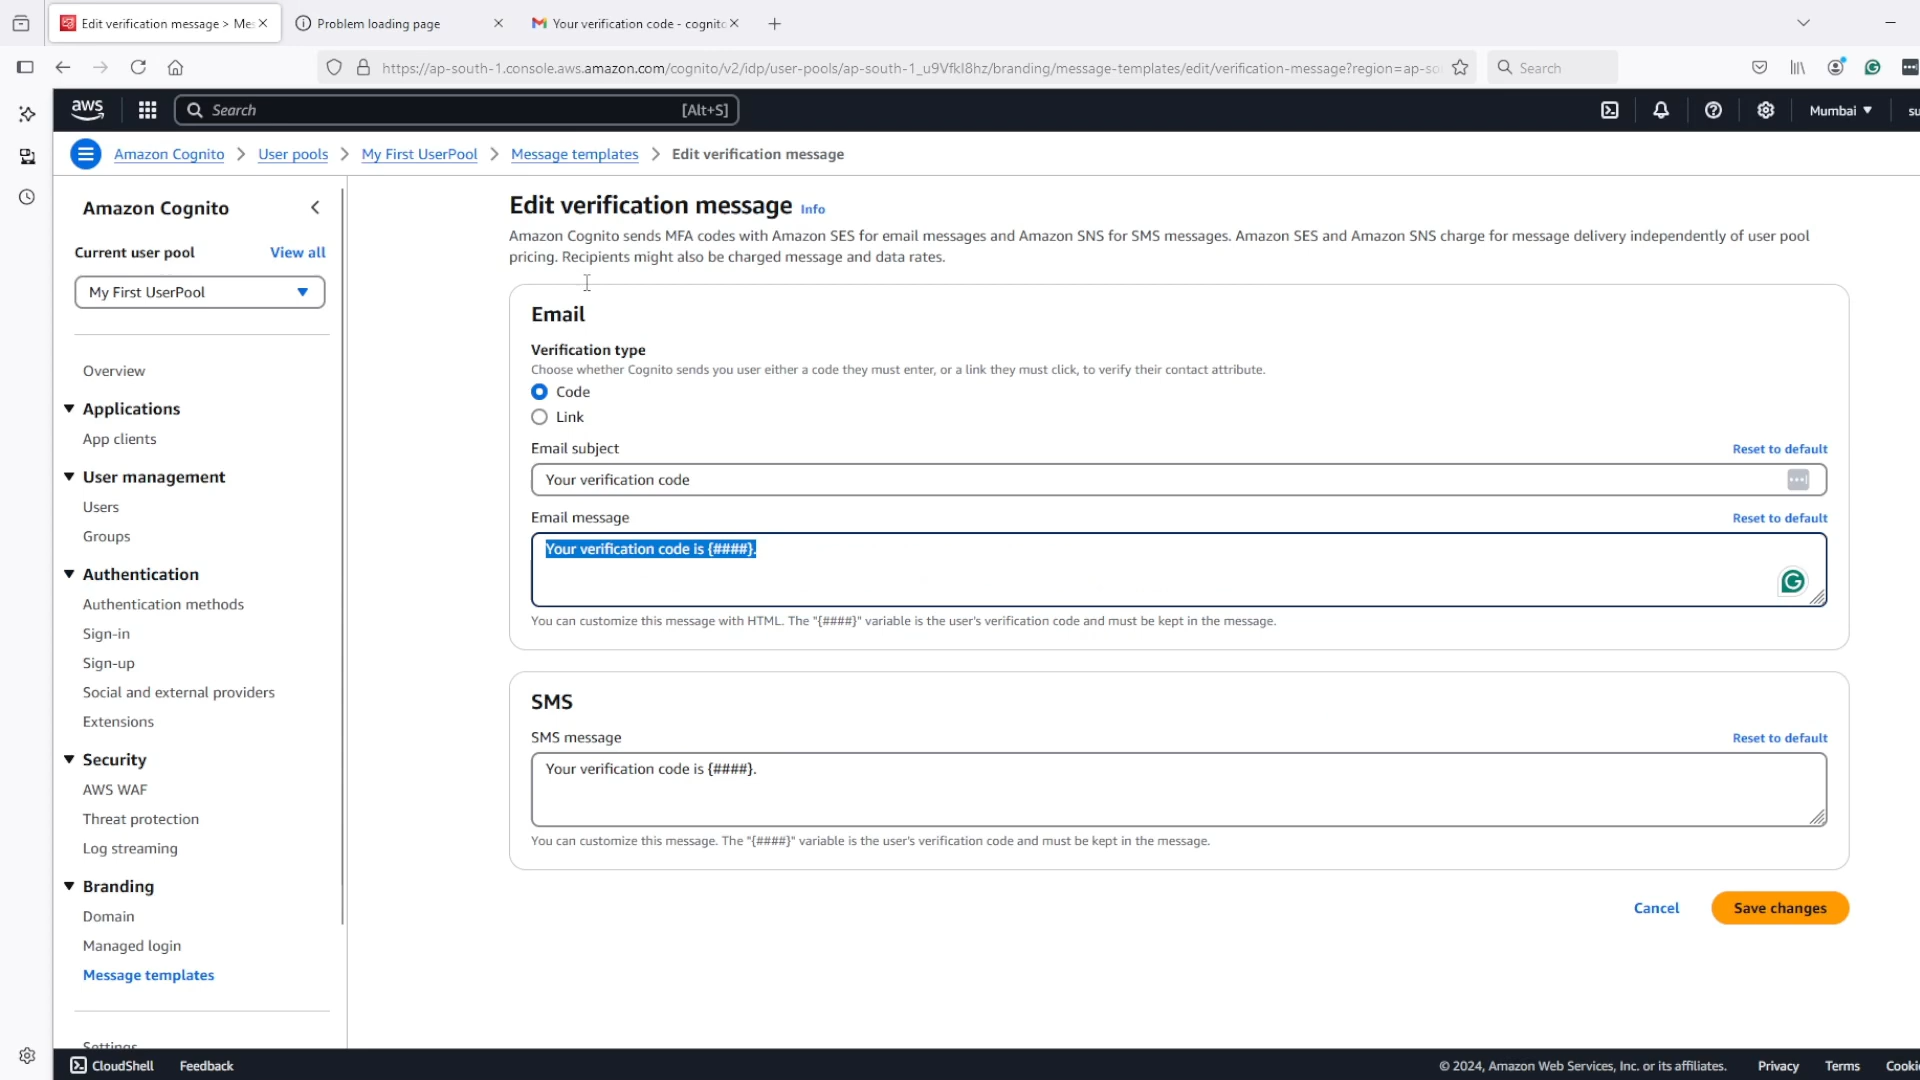 Edit verification message > Me
Problem loading page
Your verification code - cognito
https://ap-south-1.console.aws.amazon.com/cognito/v2/idp/user-pools/ap-south-1_u9Vfkl8hz/branding/message-templates/edit/verification-message?region=ap-so
Search
aws
Search
[Alt+S]
Mumbai
su
Amazon Cognito > User pools > My First UserPool > Message templates > Edit verification message
Amazon Cognito
Current user pool
View all
My First UserPool
Overview
Applications
App clients
User management
Users
Groups
Authentication
Authentication methods
Sign-in
Sign-up
Social and external providers
Extensions
Security
AWS WAF
Threat protection
Log streaming
Branding
Domain
Managed login
Message templates
Settings
Edit verification message Info
Amazon Cognito sends MFA codes with Amazon SES for email messages and Amazon SNS for SMS messages. Amazon SES and Amazon SNS charge for message delivery independently of user pool
pricing. Recipients might also be charged message and data rates.
Email
Verification type
Choose whether Cognito sends you user either a code they must enter, or a link they must click, to verify their contact attribute.
Code
Link
Email subject
Reset to default
Your verification code
Email message
Reset to default
Your verification code is {####}.
You can customize this message with HTML. The "{####}" variable is the user's verification code and must be kept in the message.
SMS
SMS message
Reset to default
Your verification code is {####}.
You can customize this message. The "{####}" variable is the user's verification code and must be kept in the message.
Cancel
Save changes
CloudShell
Feedback
© 2024, Amazon Web Services, Inc. or its affiliates.
Privacy
Terms
Cooki